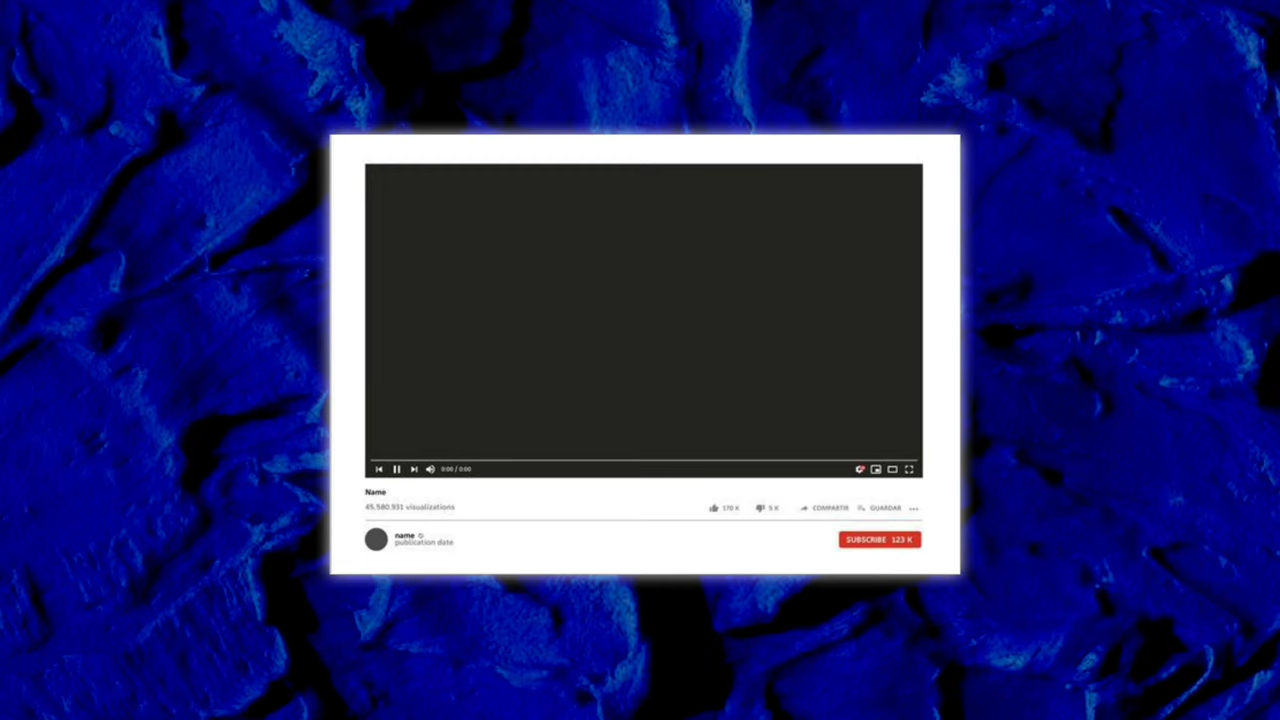 0:00 / 0:00
Name
45,580.931 visualizations
170 K 5 K COMPARTIR GUARDAR ...
name
publication date
SUBSCRIBE 123 K